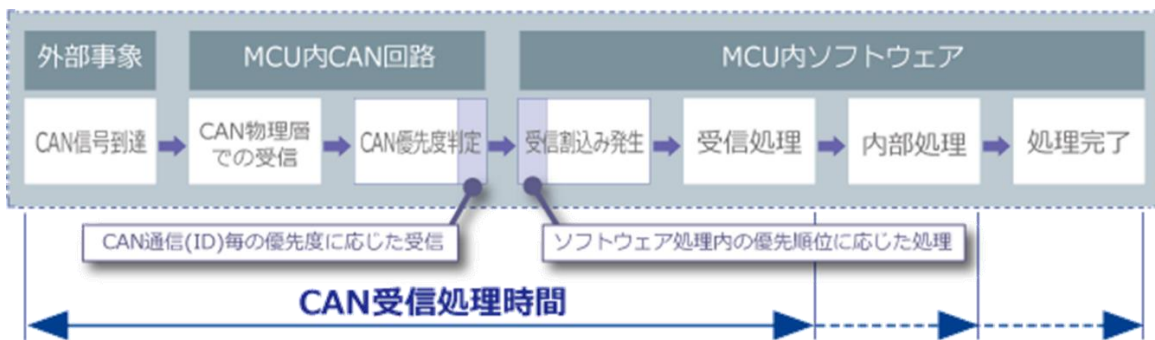 外部事象
MCU内CAN回路
MCU内ソフトウェア
CAN信号到達
CAN物理層
での受信
CAN優先度判定
受信割込み発生
受信処理
内部処理
処理完了
CAN通信(ID)毎の優先度に応じた受信
ソフトウェア処理内の優先順位に応じた処理
CAN受信処理時間